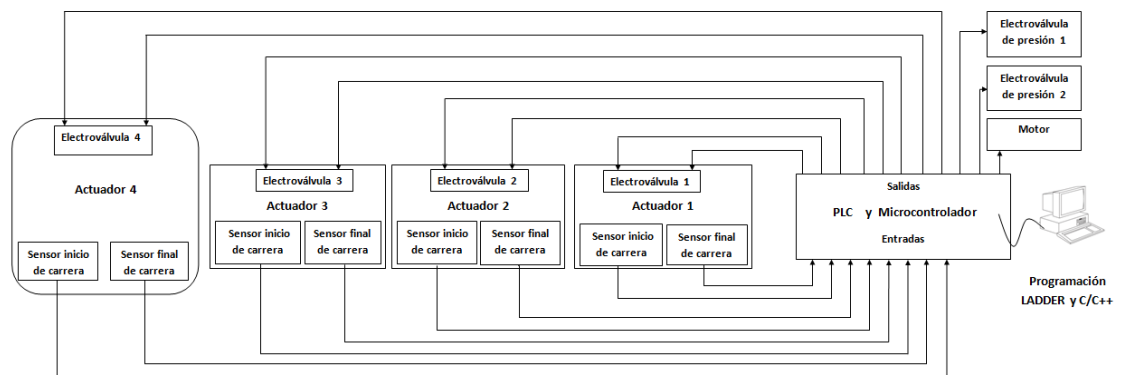 Electroválvula
de presión 1
Electroválvula
de presión 2
Motor
Electroválvula 4
Actuador 4
Sensor inicio
de carrera
Sensor final
de carrera
Electroválvula 3
Actuador 3
Sensor inicio
de carrera
Sensor final
de carrera
Electroválvula 2
Actuador 2
Sensor inicio
de carrera
Sensor final
de carrera
Electroválvula 1
Actuador 1
Sensor inicio
de carrera
Sensor final
de carrera
Salidas
PLC y Microcontrolador
Entradas
Programación
LADDER y C/C++